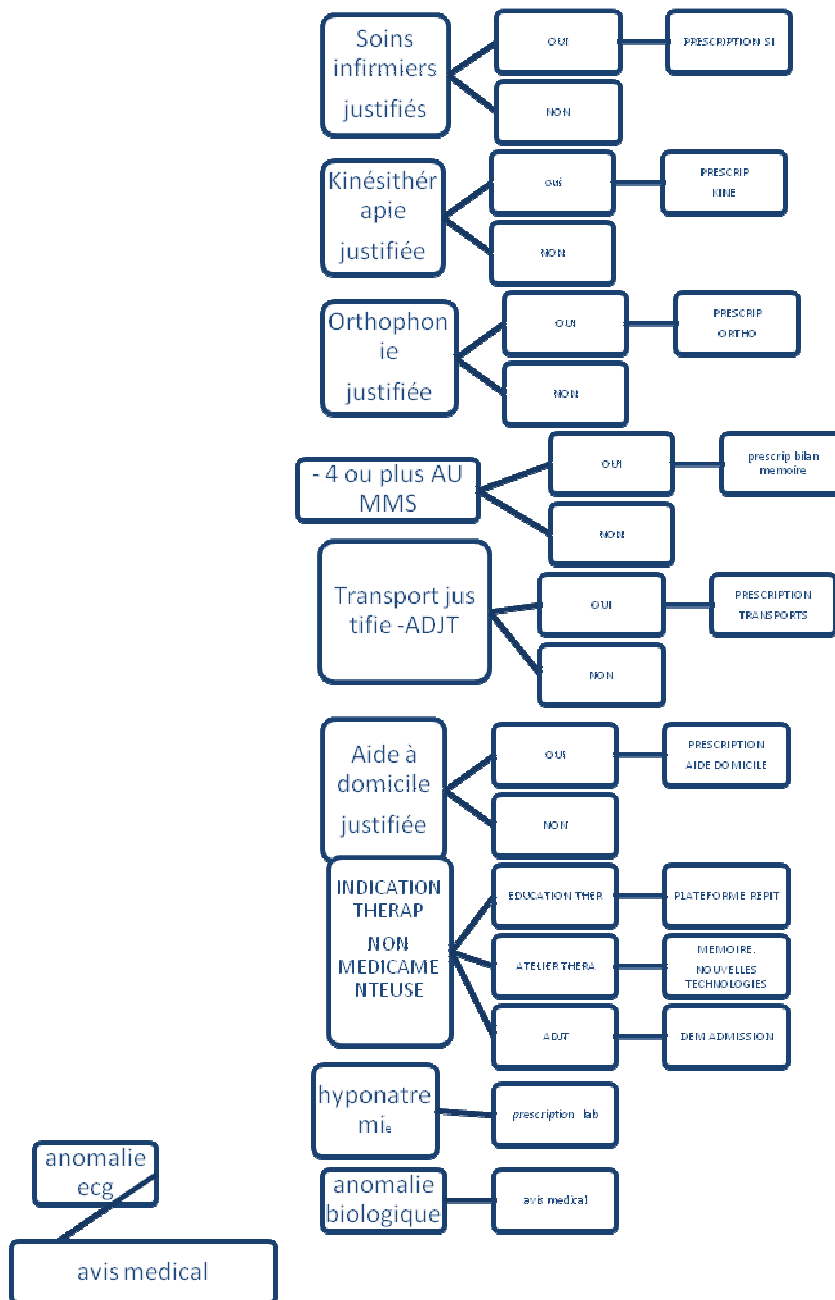 Soins
infirmiers
justifiés
OUI
PRESCRIPTION SI
NON
Kinésithér
apie
justifiée
OUI
PRESCRIP
KINE
NON
Orthophon
ie
justifiée
OUI
PRESCRIP
ORTHO
NON
- 4 ou plus AU
MMS
OUI
prescrip bilan
memoire
NON
Transport jus
tifie -ADJT
OUI
PRESCRIPTION
TRANSPORTS
NON
Aide à
domicile
justifiée
OUI
PRESCRIPTION
AIDE DOMICILE
NON
INDICATION
THERAP
NON
MEDICAME
NTEUSE
EDUCATION THER
PLATEFORME REPIT
ATELIER THERA
MEMOIRE.
NOUVELLES
TECHNOLOGIES
ADJT
DEM ADMISSION
hyponatre
mie
prescription lab
anomalie
biologique
avis medical
anomalie
ecg
avis medical